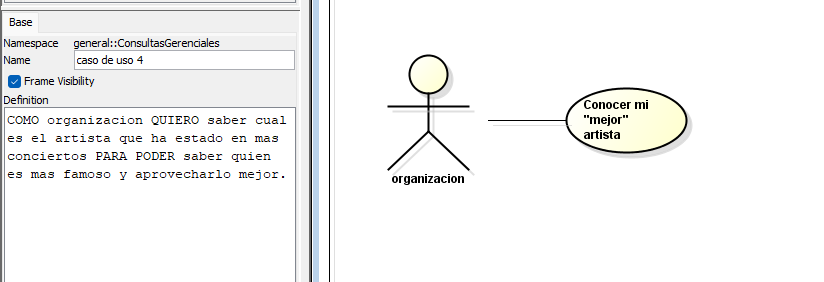 Base
Namespace general::ConsultasGerenciales
Name caso de uso 4
Frame Visibility
Definition
COMO organizacion QUIERO saber cual
es el artista que ha estado en mas
conciertos PARA PODER saber quien
es mas famoso y aprovecharlo mejor.
Conocer mi
"mejor"
artista
organizacion